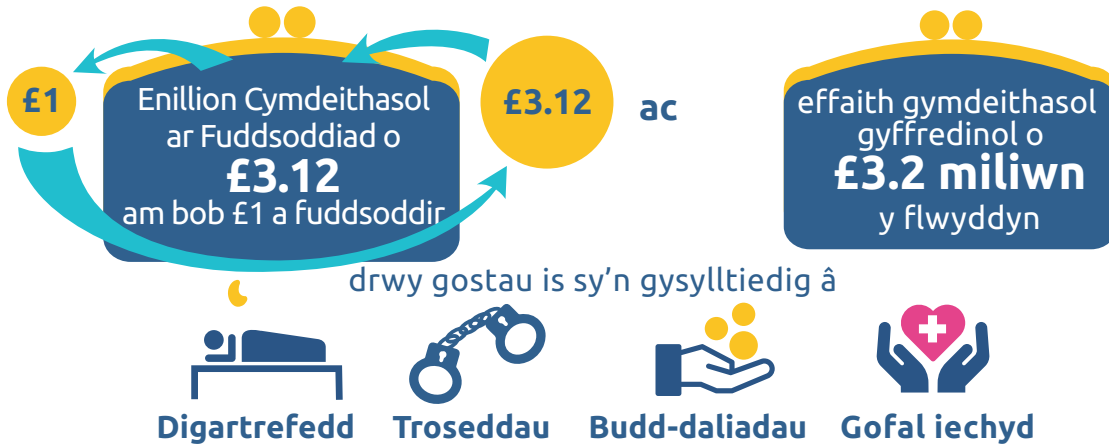 £1
Enillion Cymdeithasol
ar Fuddsoddiad o
£3.12
am bob £1 a fuddsoddir
£3.12
ac
effaith gymdeithasol
gyffredinol o
£3.2 miliwn
y flwyddyn
drwy gostau is sy'n gysylltiedig â
Digartrefedd Troseddau Budd-daliadau Gofal iechyd